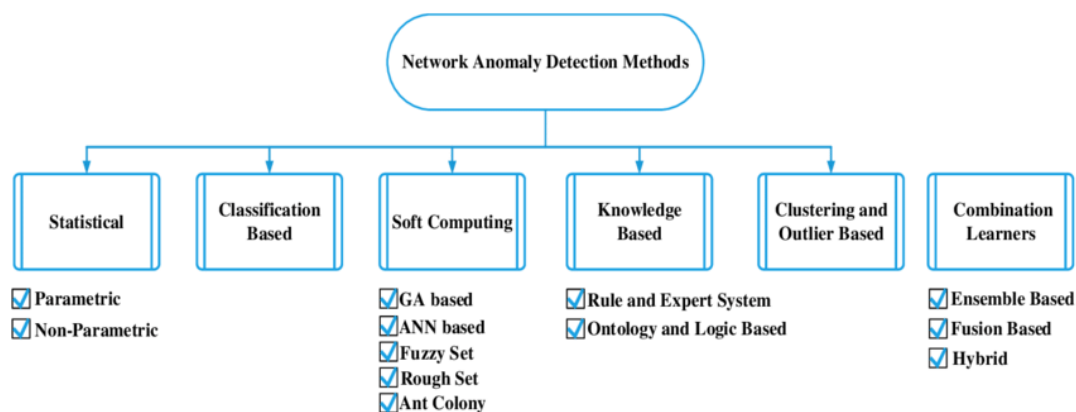 Network Anomaly Detection Methods
Statistical
Classification
Based
Soft Computing
Knowledge
Based
Clustering and
Outlier Based
Combination
Learners
Parametric
Non-Parametric
GA based
ANN based
Fuzzy Set
Rough Set
Ant Colony
Rule and Expert System
Ontology and Logic Based
Ensemble Based
Fusion Based
Hybrid